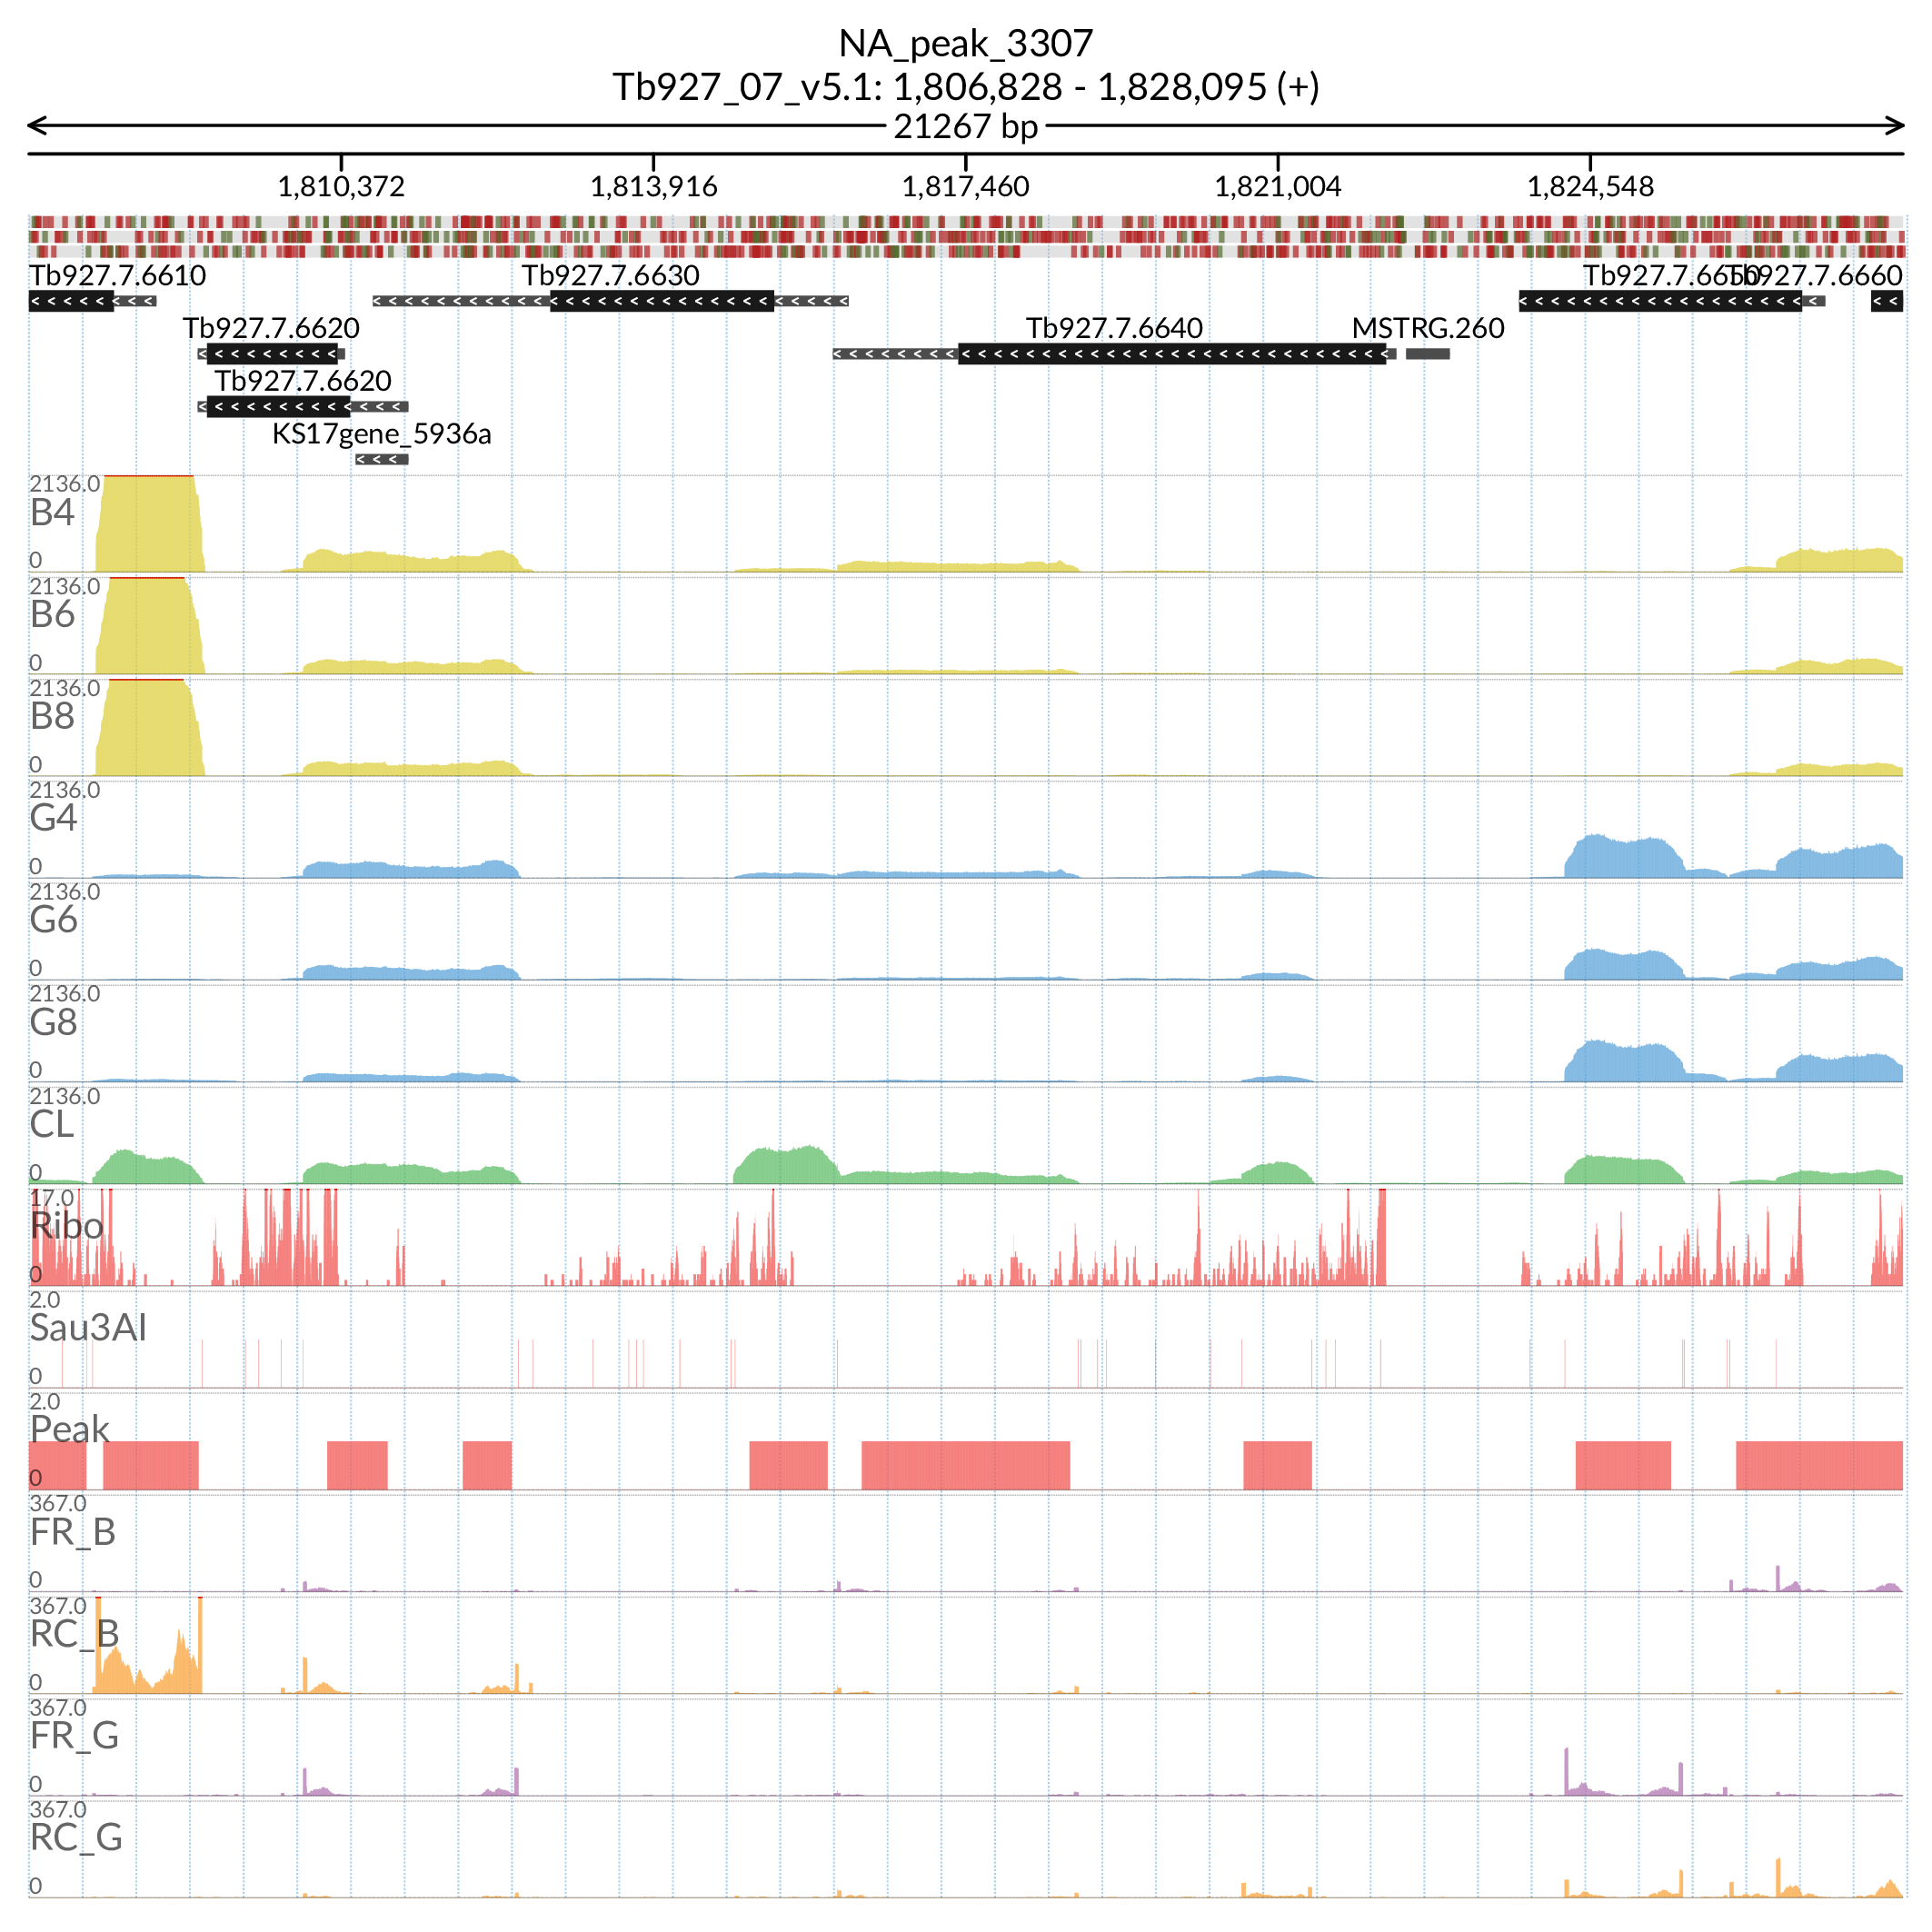 NA_peak_3307
Tb927_07_v5.1: 1,806,828 - 1,828,095 (+)
21267 bp
1,810,372 1,813,916 1,817,460 1,821,004 1,824,548
Tb927.7.6610 Tb927.7.6630 Tb927.7.6650 Tb927.7.6660
Tb927.7.6620 Tb927.7.6640 MSTRG.260
Tb927.7.6620
KS17gene_5936a
2136.0
B4
0
2136.0
B6
0
2136.0
B8
0
2136.0
G4
0
2136.0
G6
0
2136.0
G8
0
2136.0
CL
0
17.0
Ribo
0
2.0
Sau3AI
0
2.0
Peak
0
367.0
FR_B
0
367.0
RC_B
0
367.0
FR_G
0
367.0
RC_G
0